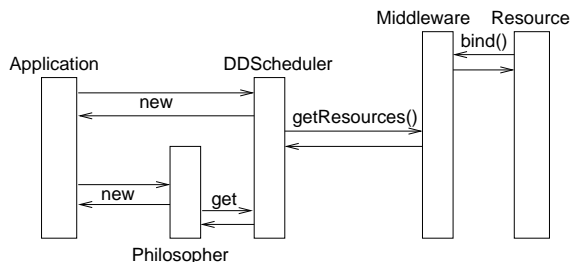 Middleware Resource
bind()
Application DDScheduler
new
getResources()
new get
Philosopher